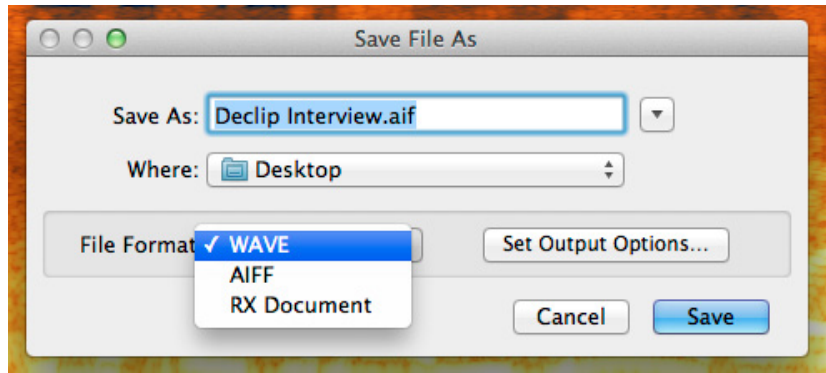 Save File As
Save As: Declip Interview.aif
Where: Desktop
File Format ✓ WAVE Set Output Options...
AIFF
RX Document
Cancel Save